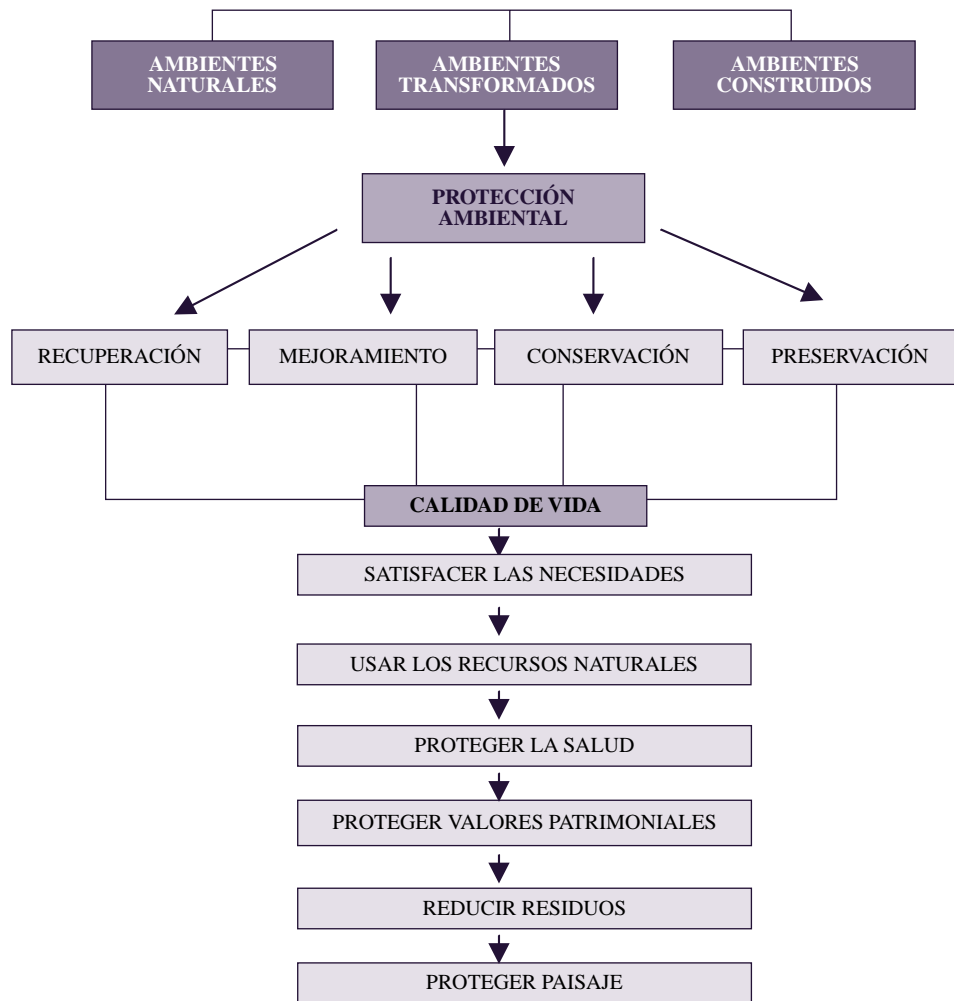 AMBIENTES
NATURALES
AMBIENTES
TRANSFORMADOS
AMBIENTES
CONSTRUIDOS
PROTECCIÓN
AMBIENTAL
RECUPERACIÓN
MEJORAMIENTO
CONSERVACIÓN
PRESERVACIÓN
CALIDAD DE VIDA
SATISFACER LAS NECESIDADES
USAR LOS RECURSOS NATURALES
PROTEGER LA SALUD
PROTEGER VALORES PATRIMONIALES
REDUCIR RESIDUOS
PROTEGER PAISAJE